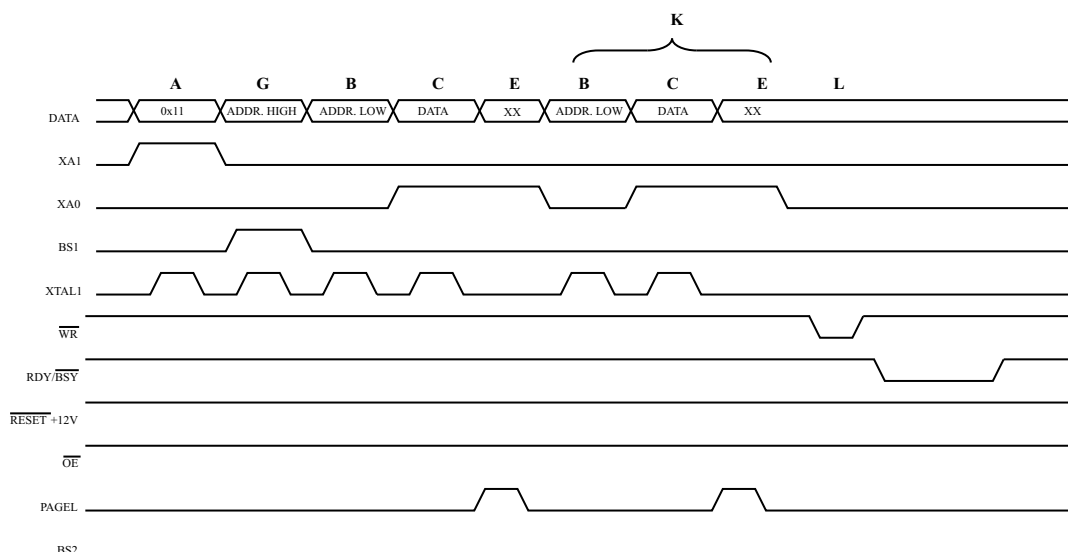 K
A G B C E B C E L
DATA 0x11 ADDR. HIGH ADDR. LOW DATA XX ADDR. LOW DATA XX
XA1
XA0
BS1
XTAL1
WR
RDY/BSY
RESET +12V
OE
PAGEL
BS2